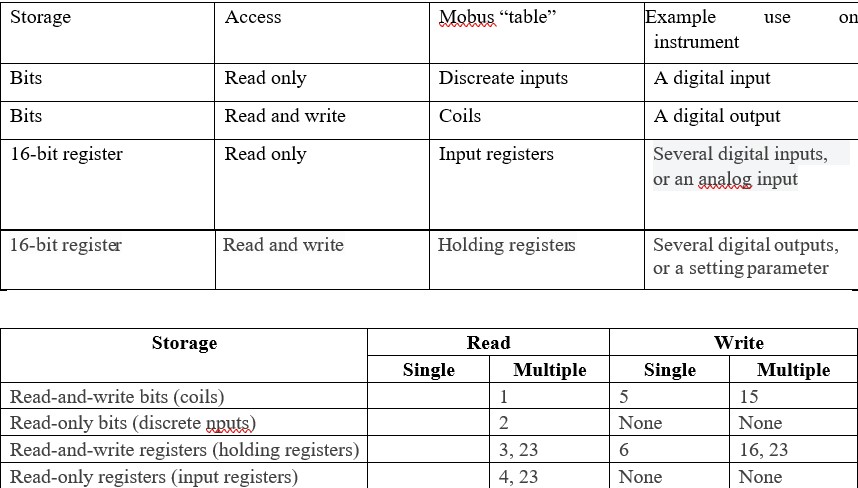 Storage Access Mobus “table” Example use on
instrument
Bits Read only Discreate inputs A digital input
Bits Read and write Coils A digital output
16-bit register Read only Input registers Several digital inputs,
or an analog input
16-bit register Read and write Holding registers Several digital outputs,
or a setting parameter
Storage Read Write
Single Multiple Single Multiple
Read-and-write bits (coils) 1 5 15
Read-only bits (discrete nputs) 2 None None
Read-and-write registers (holding registers) 3, 23 6 16, 23
Read-only registers (input registers) 4, 23 None None